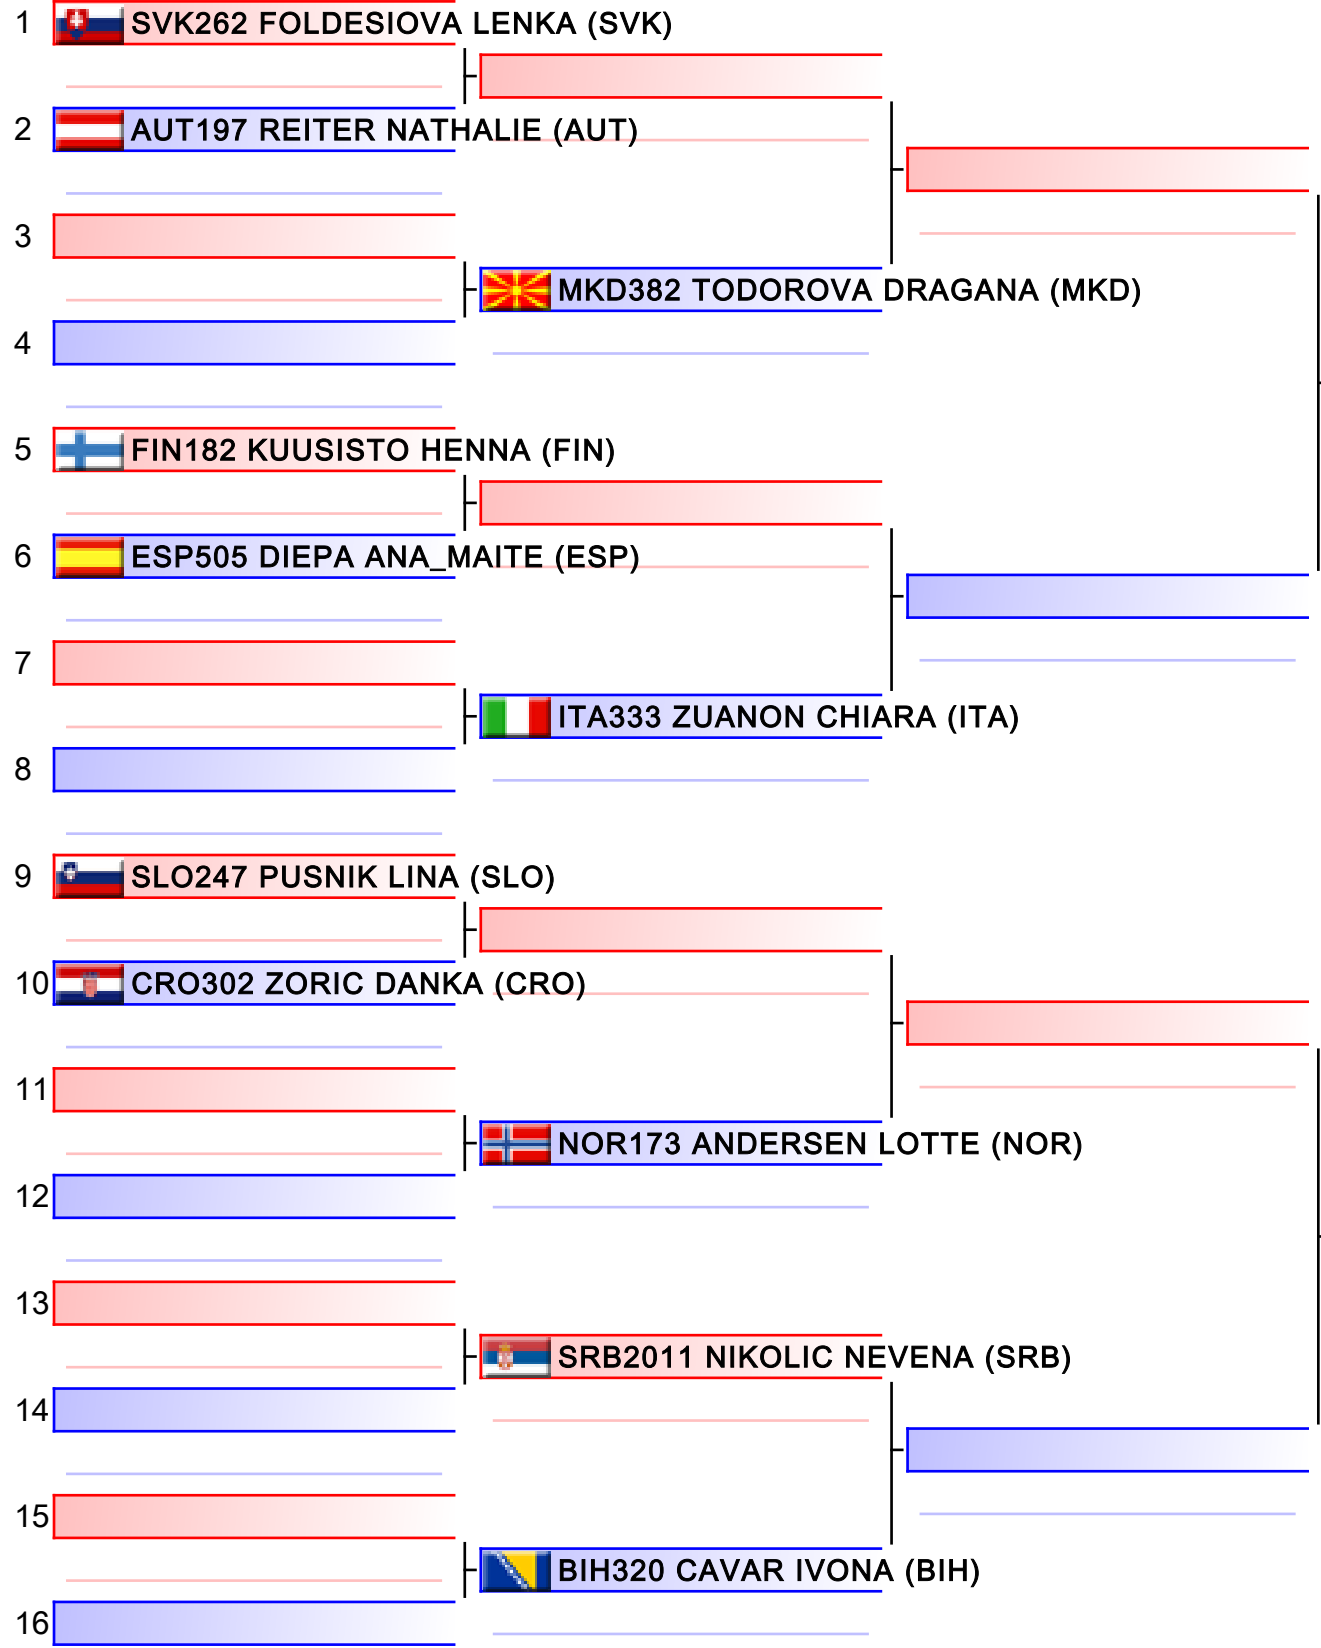 1 SVK262 FOLDESIOVA LENKA (SVK)
2 AUT197 REITER NATHALIE (AUT)
3
MKD382 TODOROVA DRAGANA (MKD)
4
5 FIN182 KUUSISTO HENNA (FIN)
6 ESP505 DIEPA ANA_MAITE (ESP)
7
ITA333 ZUANON CHIARA (ITA)
8
9 SLO247 PUSNIK LINA (SLO)
10 CRO302 ZORIC DANKA (CRO)
11
NOR173 ANDERSEN LOTTE (NOR)
12
13
SRB2011 NIKOLIC NEVENA (SRB)
14
15
BIH320 CAVAR IVONA (BIH)
16